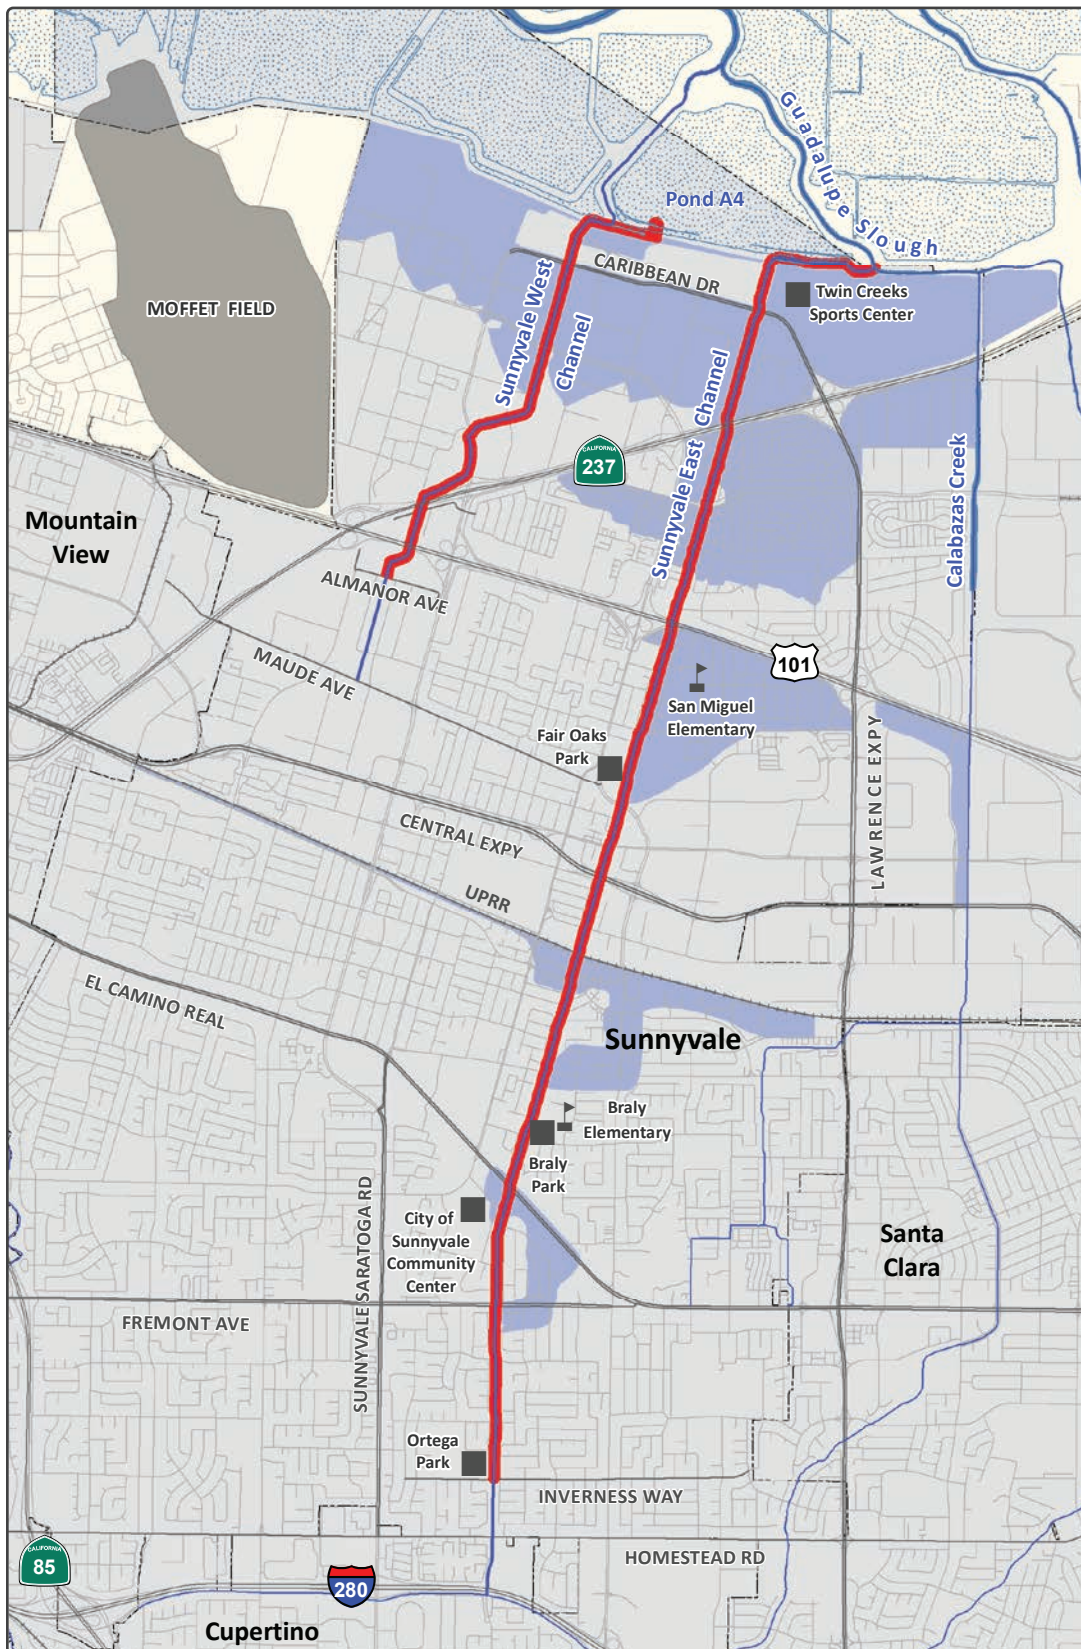 Guadalupe Slough
Pond A4
CARIBBEAN DR
Twin Creeks
Sports Center
MOFFET FIELD
Sunnyvale West
Channel
Sunnyvale East Channel
CALIFORNIA
237
Calabazas Creek
Mountain
View
ALMANOR AVE
MAUDE AVE
101
San Miguel
Elementary
Fair Oaks
Park
LAWRENCE EXPY
CENTRAL EXPY
UPRR
EL CAMINO REAL
Sunnyvale
Braly
Elementary
Braly
Park
City of
Sunnyvale
Community
Center
Santa
Clara
SUNNYVALE SARATOGA RD
FREMONT AVE
Ortega
Park
INVERNESS WAY
HOMESTEAD RD
CALIFORNIA
85
280
Cupertino